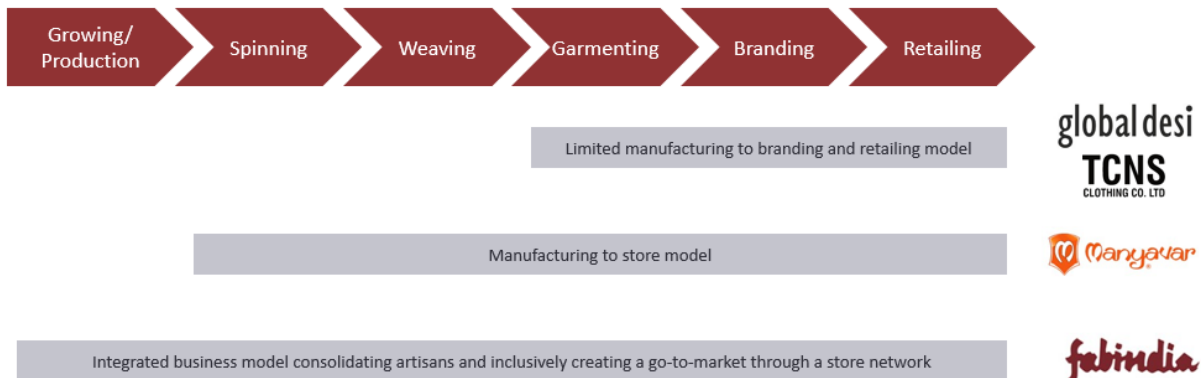 Growing/
Production
Spinning
Weaving
Garmenting
Branding
Retailing
Limited manufacturing to branding and retailing model
global desi
TCNS
CLOTHING CO. LTD
Manufacturing to store model
Manyavar
Integrated business model consolidating artisans and inclusively creating a go-to-market through a store network
fabindia